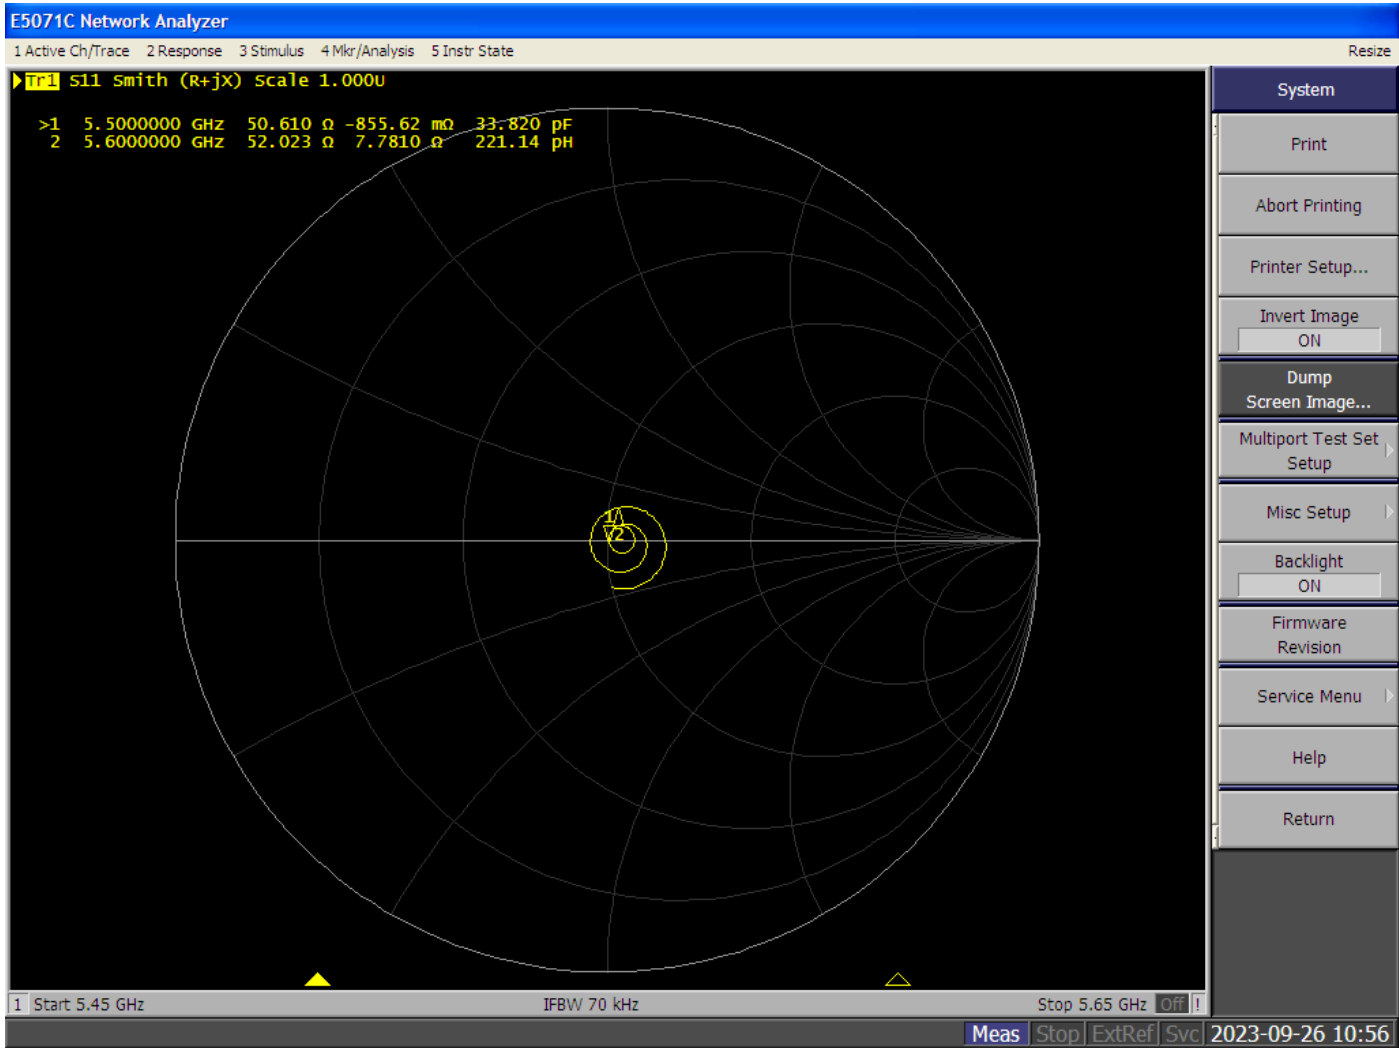 E5071C Network Analyzer
1 Active Ch/Trace 2 Response 3 Stimulus 4 Mkr/Analysis 5 Instr State Resize
Tr1 S11 Smith (R+jX) Scale 1.000U
>1 5.5000000 GHz 50.610 Ω -855.62 mΩ 33.820 pF
2 5.6000000 GHz 52.023 Ω 7.7810 Ω 221.14 pH
1
2
System
Print
Abort Printing
Printer Setup...
Invert Image
ON
Dump
Screen Image...
Multiport Test Set
Setup
Misc Setup
Backlight
ON
Firmware
Revision
Service Menu
Help
Return
1 Start 5.45 GHz IFBW 70 kHz Stop 5.65 GHz Off !
Meas Stop ExtRef Svc 2023-09-26 10:56